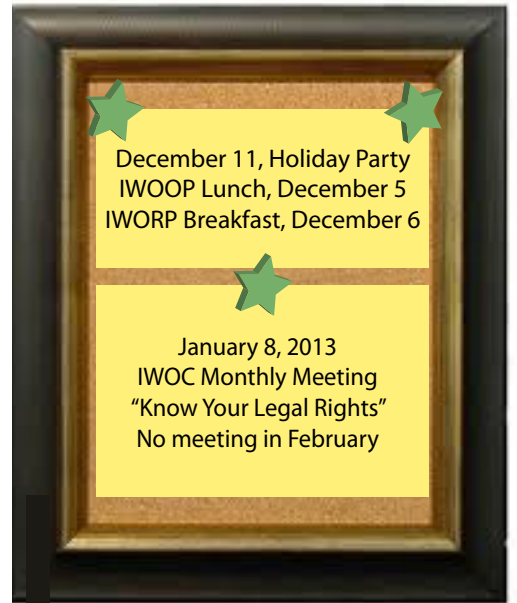 December 11, Holiday Party
IWOOP Lunch, December 5
IWORP Breakfast, December 6
January 8, 2013
IWOC Monthly Meeting
“Know Your Legal Rights”
No meeting in February